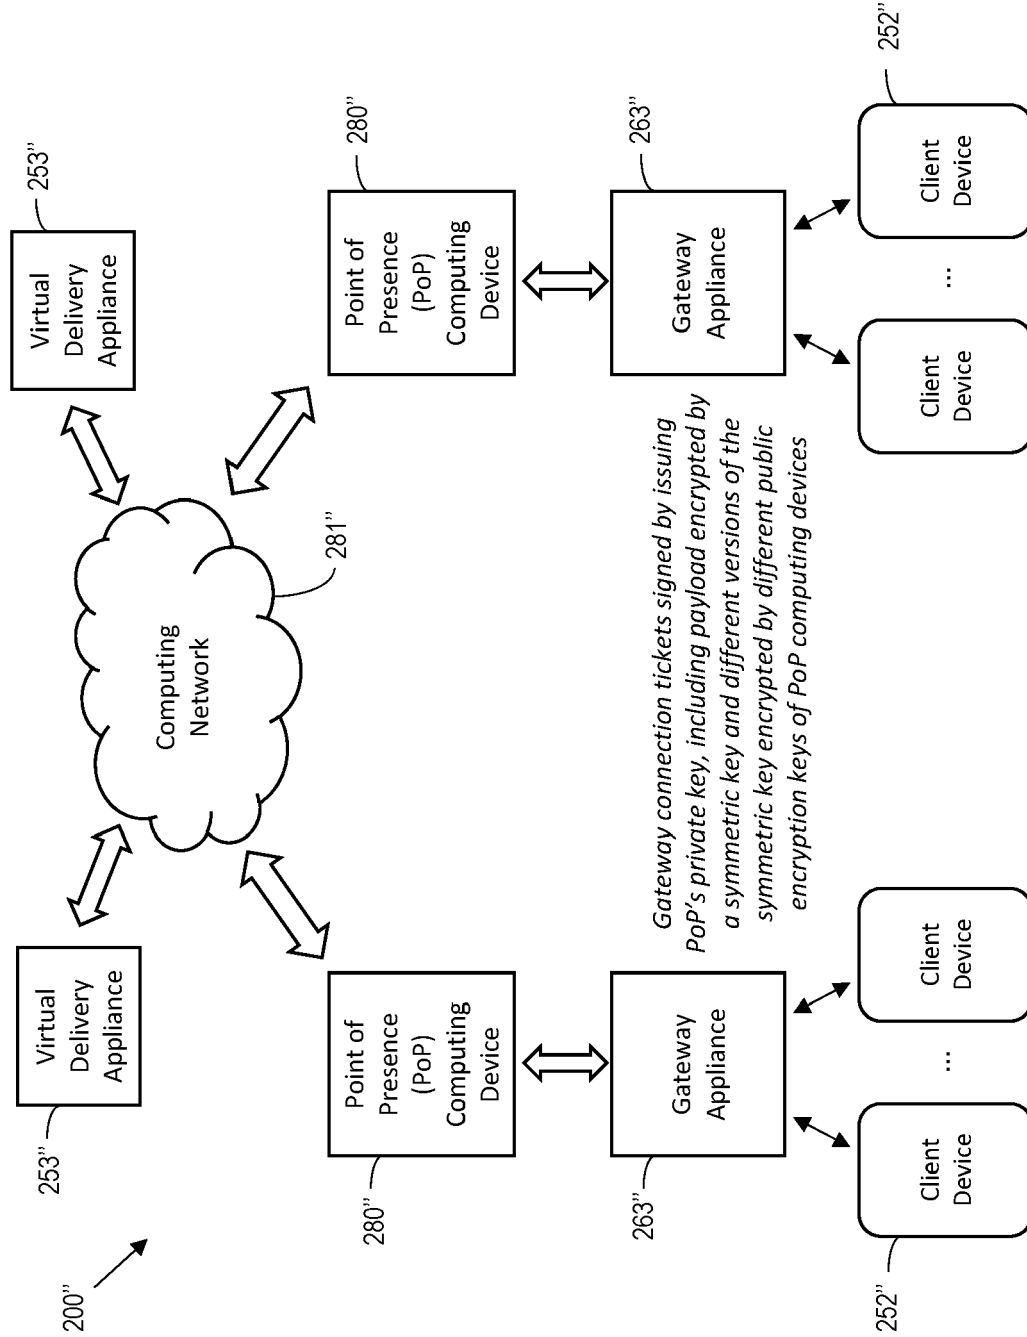 200”
253”
Virtual
Delivery
Appliance
Virtual
Delivery
Appliance
253”
Computing
Network
281”
280”
Point of
Presence
(PoP)
Computing
Device
Point of
Presence
(PoP)
Computing
Device
280”
263”
Gateway
Appliance
Gateway connection tickets signed by issuing
PoP’s private key, including payload encrypted by
a symmetric key and different versions of the
symmetric key encrypted by different public
encryption keys of PoP computing devices
Gateway
Appliance
263”
252”
Client
Device
...
Client
Device
Client
Device
...
Client
Device
252”